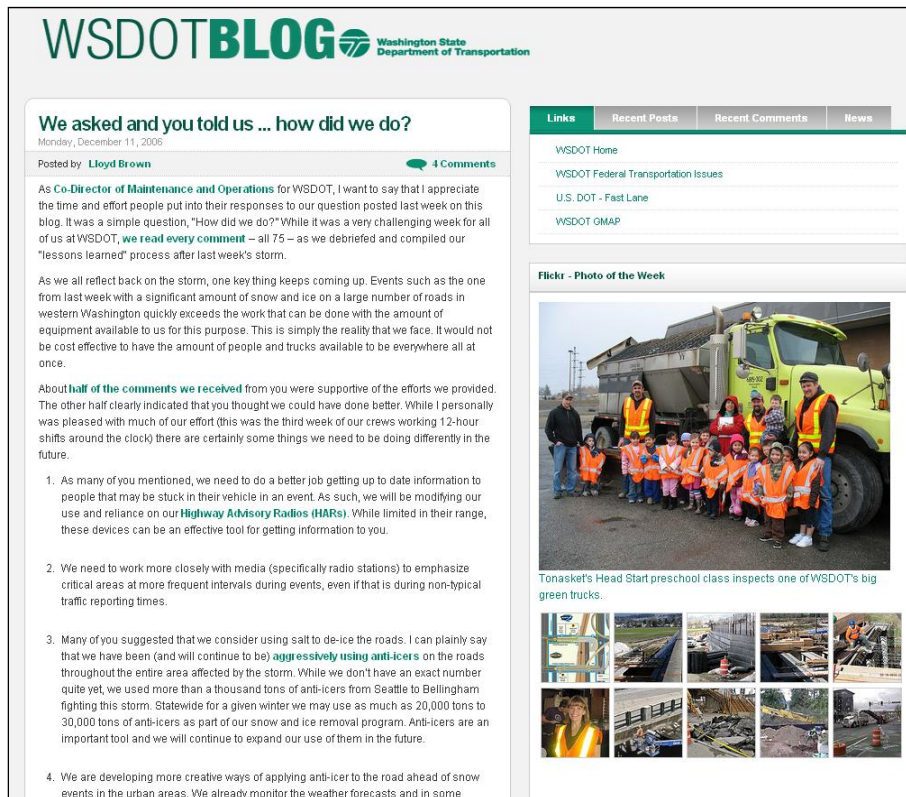 WSDOTBLOG Washington State
Department of Transportation
We asked and you told us ... how did we do?
Monday, December 11, 2006
Posted by Lloyd Brown 4 Comments
As Co-Director of Maintenance and Operations for WSDOT, I want to say that I appreciate
the time and effort people put into their responses to our question posted last week on this
blog. It was a simple question, "How did we do?" While it was a very challenging week for all
of us at WSDOT, we read every comment – all 75 – as we debriefed and compiled our
"lessons learned" process after last week's storm.
As we all reflect back on the storm, one key thing keeps coming up. Events such as the one
from last week with a significant amount of snow and ice on a large number of roads in
western Washington quickly exceeds the work that can be done with the amount of
equipment available to us for this purpose. This is simply the reality that we face. It would not
be cost effective to have the amount of people and trucks available to be everywhere all at
once.
About half of the comments we received from you were supportive of the efforts we provided.
The other half clearly indicated that you thought we could have done better. While I personally
was pleased with much of our effort (this was the third week of our crews working 12-hour
shifts around the clock) there are certainly some things we need to be doing differently in the
future.
1. As many of you mentioned, we need to do a better job getting up to date information to
people that may be stuck in their vehicle in an event. As such, we will be modifying our
use and reliance on our Highway Advisory Radios (HARs). While limited in their range,
these devices can be an effective tool for getting information to you.
2. We need to work more closely with media (specifically radio stations) to emphasize
critical areas at more frequent intervals during events, even if that is during non-typical
traffic reporting times.
3. Many of you suggested that we consider using salt to de-ice the roads. I can plainly say
that we have been (and will continue to be) aggressively using anti-icers on the roads
throughout the entire area affected by the storm. While we don't have an exact number
quite yet, we used more than a thousand tons of anti-icers from Seattle to Bellingham
fighting this storm. Statewide for a given winter we may use as much as 20,000 tons to
30,000 tons of anti-icers as part of our snow and ice removal program. Anti-icers are an
important tool and we will continue to expand our use of them in the future.
4. We are developing more creative ways of applying anti-icer to the road ahead of snow
events in the urban areas. We already monitor the weather forecasts and in some
Links Recent Posts Recent Comments News
WSDOT Home
WSDOT Federal Transportation Issues
U.S. DOT - Fast Lane
WSDOT GMAP
Flickr - Photo of the Week
Tonasket's Head Start preschool class inspects one of WSDOT's big
green trucks.